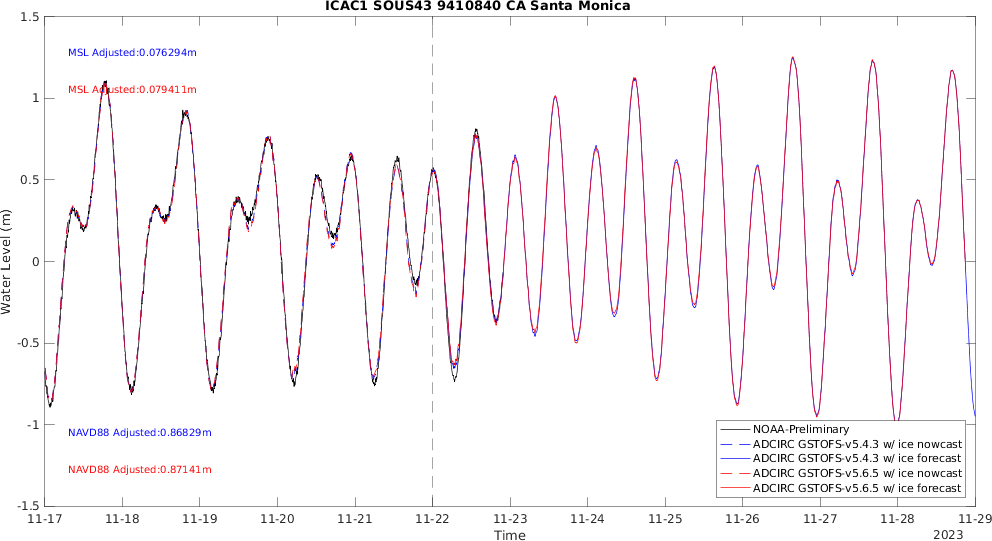 ICAC1 SOUS43 9410840 CA Santa Monica
1.5
MSL Adjusted:0.076294m
1
MSL Adjusted:0.079411m
0.5
Water Level (m)
0
-0.5
-1
NAVD88 Adjusted:0.86829m
NAVD88 Adjusted:0.87141m
NOAA-Preliminary
ADCIRC GSTOFS-v5.4.3 w/ ice nowcast
ADCIRC GSTOFS-v5.4.3 w/ ice forecast
ADCIRC GSTOFS-v5.6.5 w/ ice nowcast
ADCIRC GSTOFS-v5.6.5 w/ ice forecast
-1.5
11-17 11-18 11-19 11-20 11-21 11-22 11-23 11-24 11-25 11-26 11-27 11-28 11-29
Time
2023